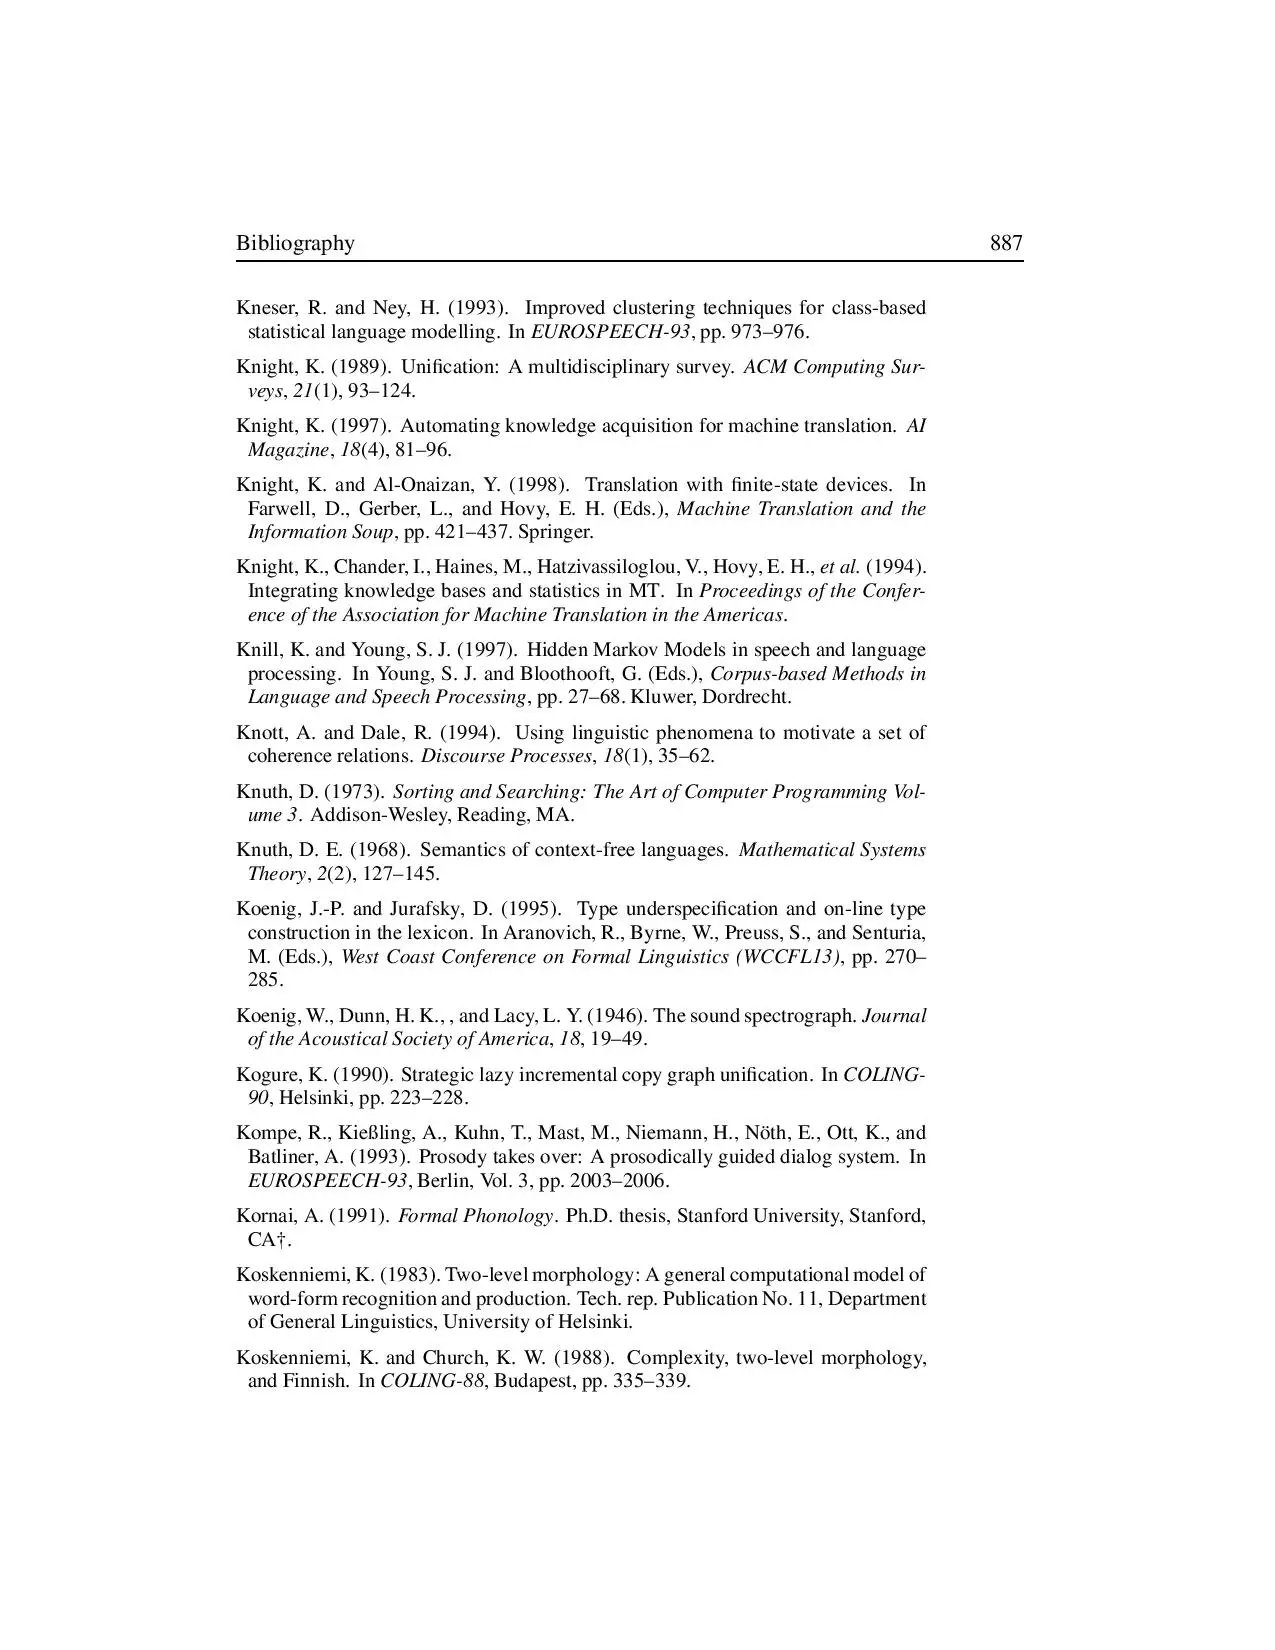 Bibliography 887
Kneser, R. and Ney, H. (1993). Improved clustering techniques for class-based
statistical language modelling. In EUROSPEECH-93, pp. 973–976.
Knight, K. (1989). Unification: A multidisciplinary survey. ACM Computing Sur-
veys, 21(1), 93–124.
Knight, K. (1997). Automating knowledge acquisition for machine translation. AI
Magazine, 18(4), 81–96.
Knight, K. and Al-Onaizan, Y. (1998). Translation with finite-state devices. In
Farwell, D., Gerber, L., and Hovy, E. H. (Eds.), Machine Translation and the
Information Soup, pp. 421–437. Springer.
Knight, K., Chander, I., Haines, M., Hatzivassiloglou, V., Hovy, E. H., et al. (1994).
Integrating knowledge bases and statistics in MT. In Proceedings of the Confer-
ence of the Association for Machine Translation in the Americas.
Knill, K. and Young, S. J. (1997). Hidden Markov Models in speech and language
processing. In Young, S. J. and Bloothooft, G. (Eds.), Corpus-based Methods in
Language and Speech Processing, pp. 27–68. Kluwer, Dordrecht.
Knott, A. and Dale, R. (1994). Using linguistic phenomena to motivate a set of
coherence relations. Discourse Processes, 18(1), 35–62.
Knuth, D. (1973). Sorting and Searching: The Art of Computer Programming Vol-
ume 3. Addison-Wesley, Reading, MA.
Knuth, D. E. (1968). Semantics of context-free languages. Mathematical Systems
Theory, 2(2), 127–145.
Koenig, J.-P. and Jurafsky, D. (1995). Type underspecification and on-line type
construction in the lexicon. In Aranovich, R., Byrne, W., Preuss, S., and Senturia,
M. (Eds.), West Coast Conference on Formal Linguistics (WCCFL13), pp. 270–
285.
Koenig, W., Dunn, H. K., , and Lacy, L. Y. (1946). The sound spectrograph. Journal
of the Acoustical Society of America, 18, 19–49.
Kogure, K. (1990). Strategic lazy incremental copy graph unification. In COLING-
90, Helsinki, pp. 223–228.
Kompe, R., Kießling, A., Kuhn, T., Mast, M., Niemann, H., Nöth, E., Ott, K., and
Batliner, A. (1993). Prosody takes over: A prosodically guided dialog system. In
EUROSPEECH-93, Berlin, Vol. 3, pp. 2003–2006.
Kornai, A. (1991). Formal Phonology. Ph.D. thesis, Stanford University, Stanford,
CA†.
Koskenniemi, K. (1983). Two-level morphology: A general computational model of
word-form recognition and production. Tech. rep. Publication No. 11, Department
of General Linguistics, University of Helsinki.
Koskenniemi, K. and Church, K. W. (1988). Complexity, two-level morphology,
and Finnish. In COLING-88, Budapest, pp. 335–339.